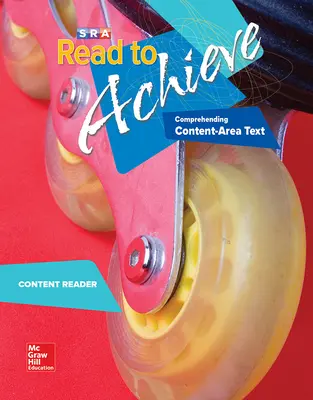 SRA
Read to
Achieve
Comprehending
Content-Area Text
CONTENT READER
Mc
Graw
Hill
Education